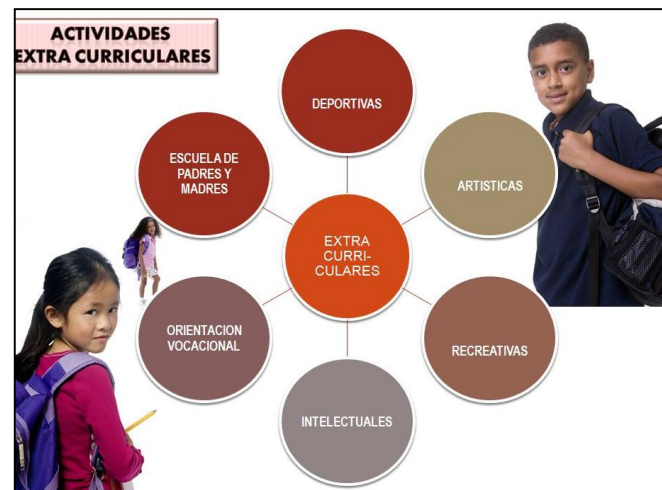 ACTIVIDADES
EXTRA CURRICULARES
DEPORTIVAS
ESCUELA DE
PADRES Y
MADRES
ARTISTICAS
EXTRA
CURRI-
CULARES
ORIENTACION
VOCACIONAL
RECREATIVAS
INTELECTUALES